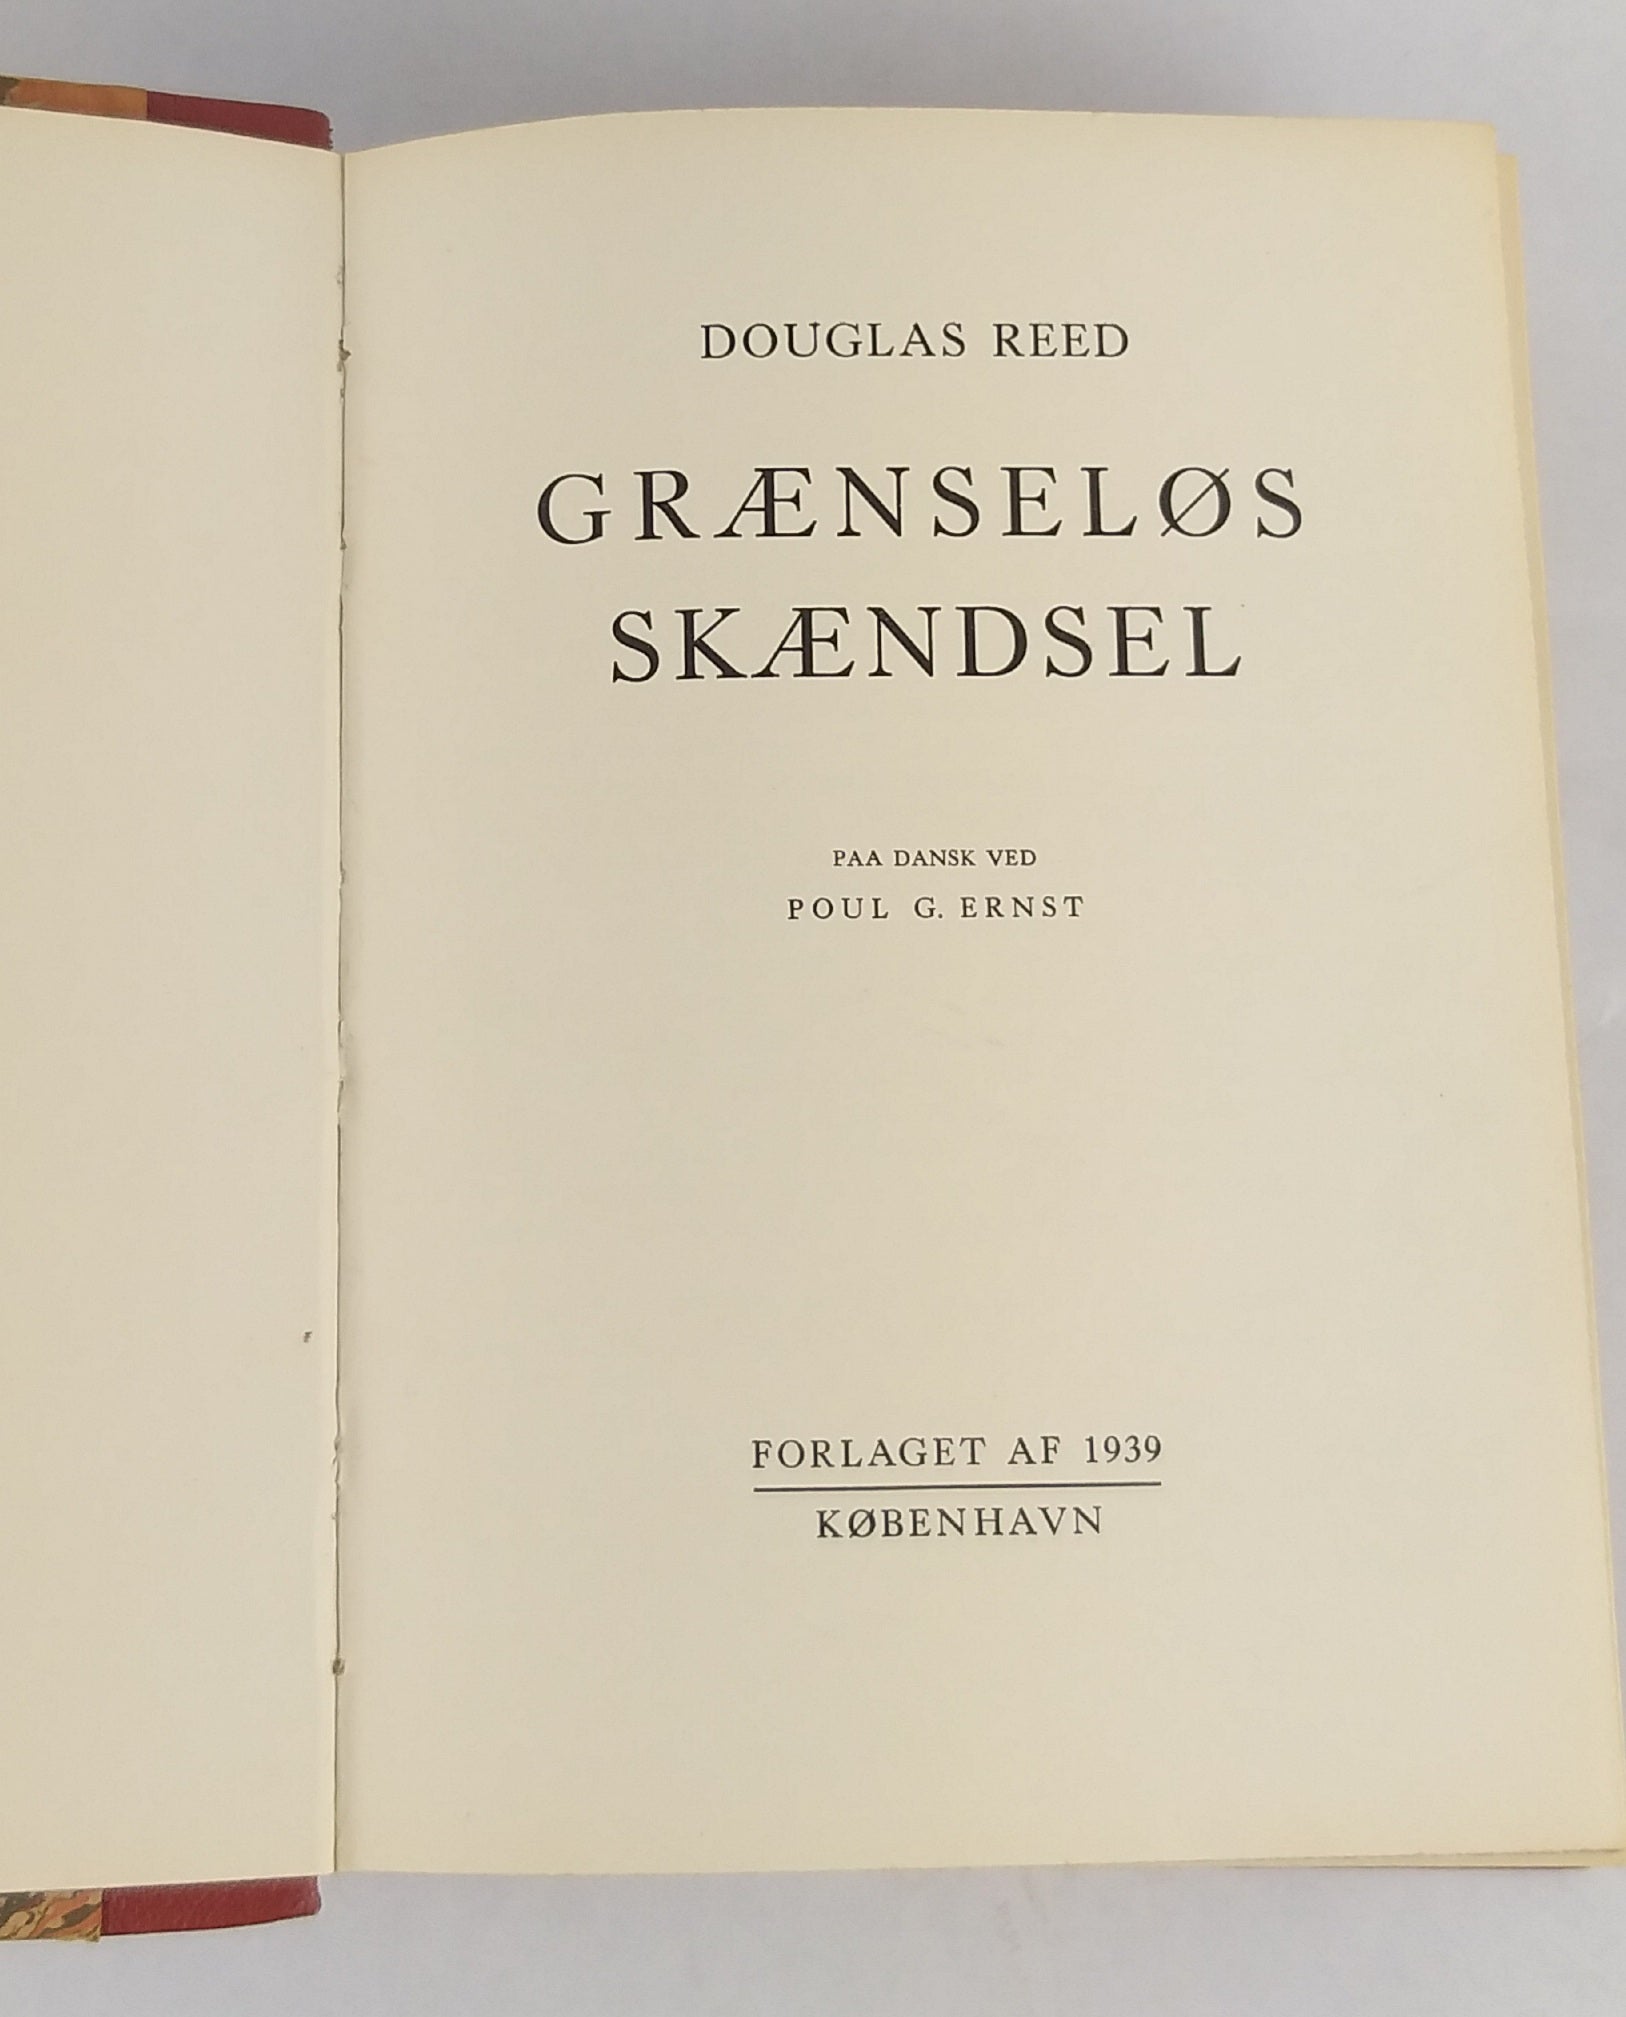 DOUGLAS REED
GRÆNSELØS
SKÆNDSEL
PAA DANSK VED
POUL G. ERNST
FORLAGET AF 1939
KØBENHAVN